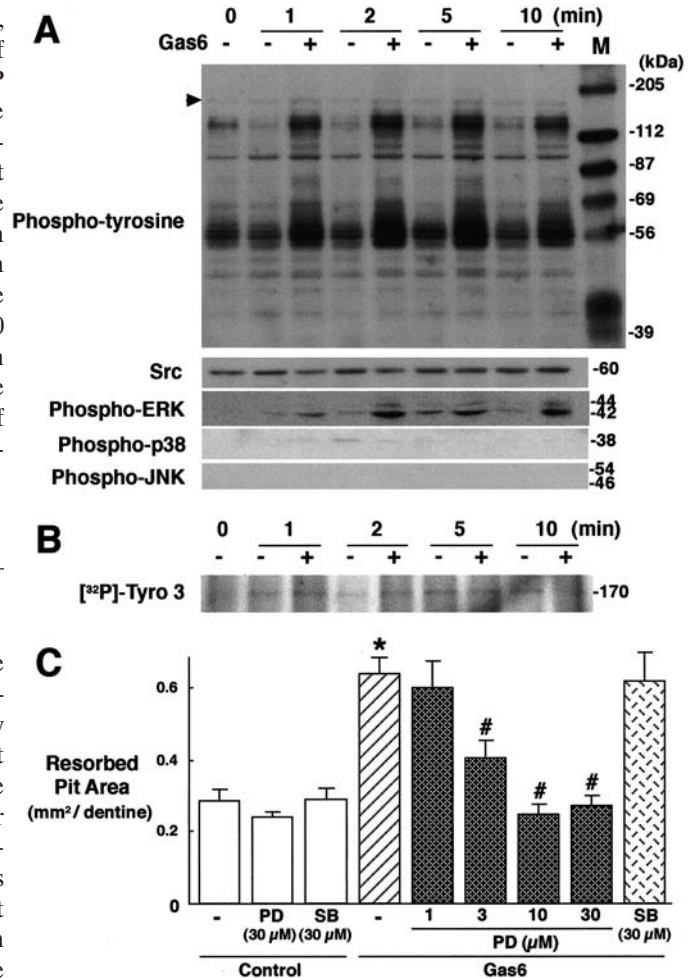 A
0 1 2 5 10 (min)
Gas6 - - + - + - + - + M
(kDa)
-205
-112
-87
-69
Phospho-tyrosine
-56
-39
Src -60
Phospho-ERK -44
-42
Phospho-p38 -38
Phospho-JNK -54
-46
B
0 1 2 5 10 (min)
- - + - + - + - +
[³²P]-Tyro 3 -170
C
*
0.6
#
0.4
Resorbed
Pit Area
(mm²/ dentine)
# #
0.2
0
- PD SB - 1 3 10 30 SB
(30 µM) (30 µM) PD (µM) (30 µM)
Control Gas6